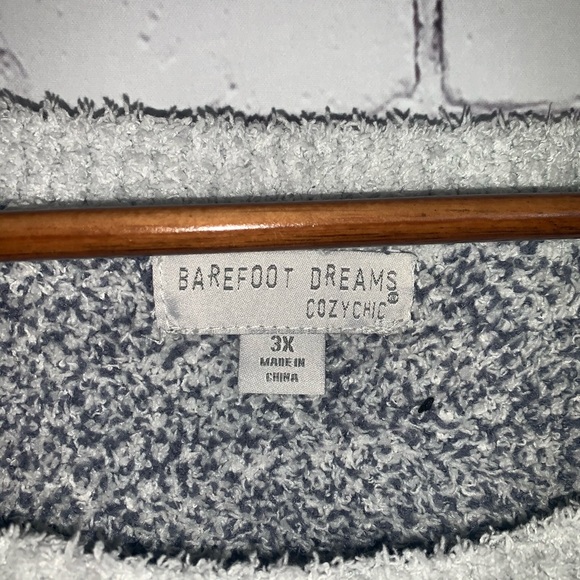 BAREFOOT DREAMS®
COZYCHIC
3X
MADE IN
CHINA